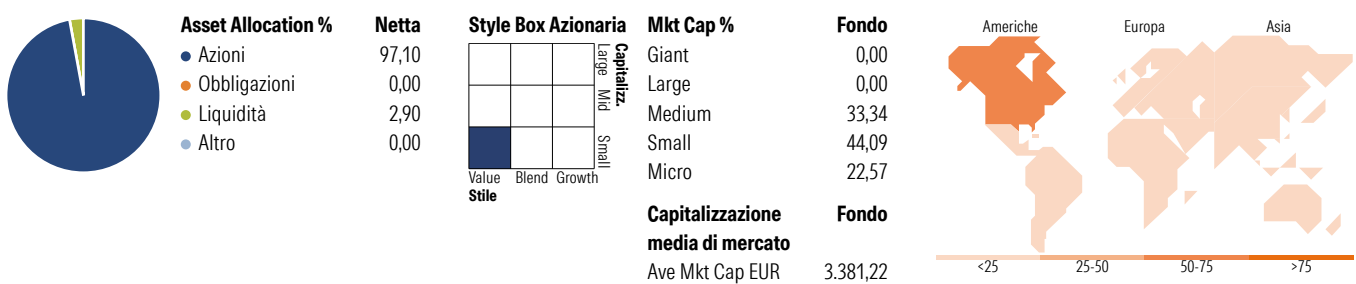 Asset Allocation % Netta
Azioni 97,10
Obbligazioni 0,00
Liquidità 2,90
Altro 0,00
Style Box Azionaria
Capitalizz.
Large
Mid
Small
Value Blend Growth
Stile
Mkt Cap % Fondo
Giant 0,00
Large 0,00
Medium 33,34
Small 44,09
Micro 22,57
Capitalizzazione Fondo
media di mercato
Ave Mkt Cap EUR 3.381,22
Americhe Europa Asia
<25 25-50 50-75 >75